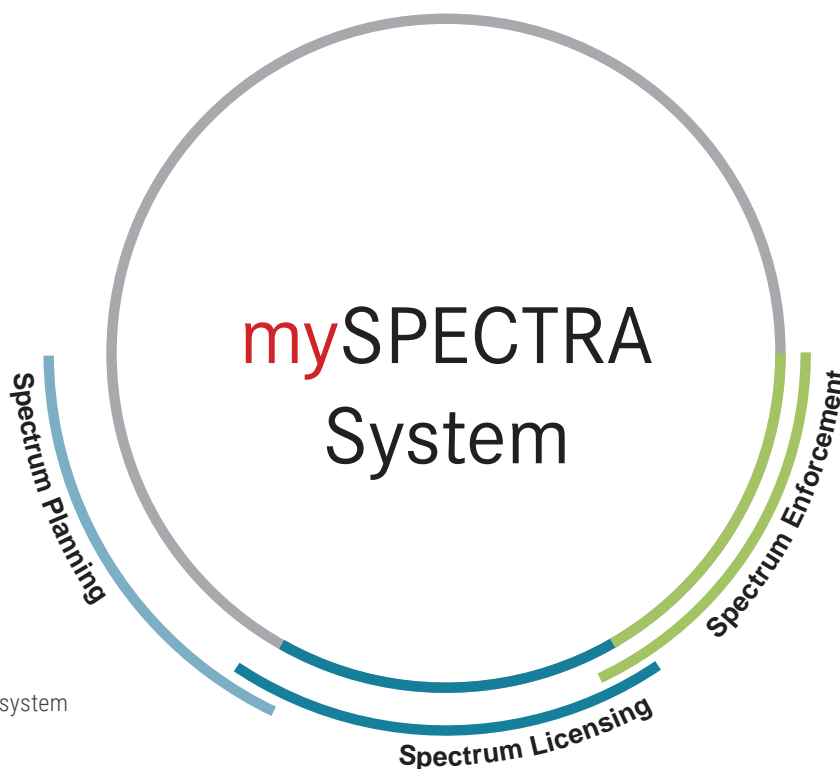 mySPECTRA
System
Spectrum Planning
Spectrum Enforcement
system
Spectrum Licensing